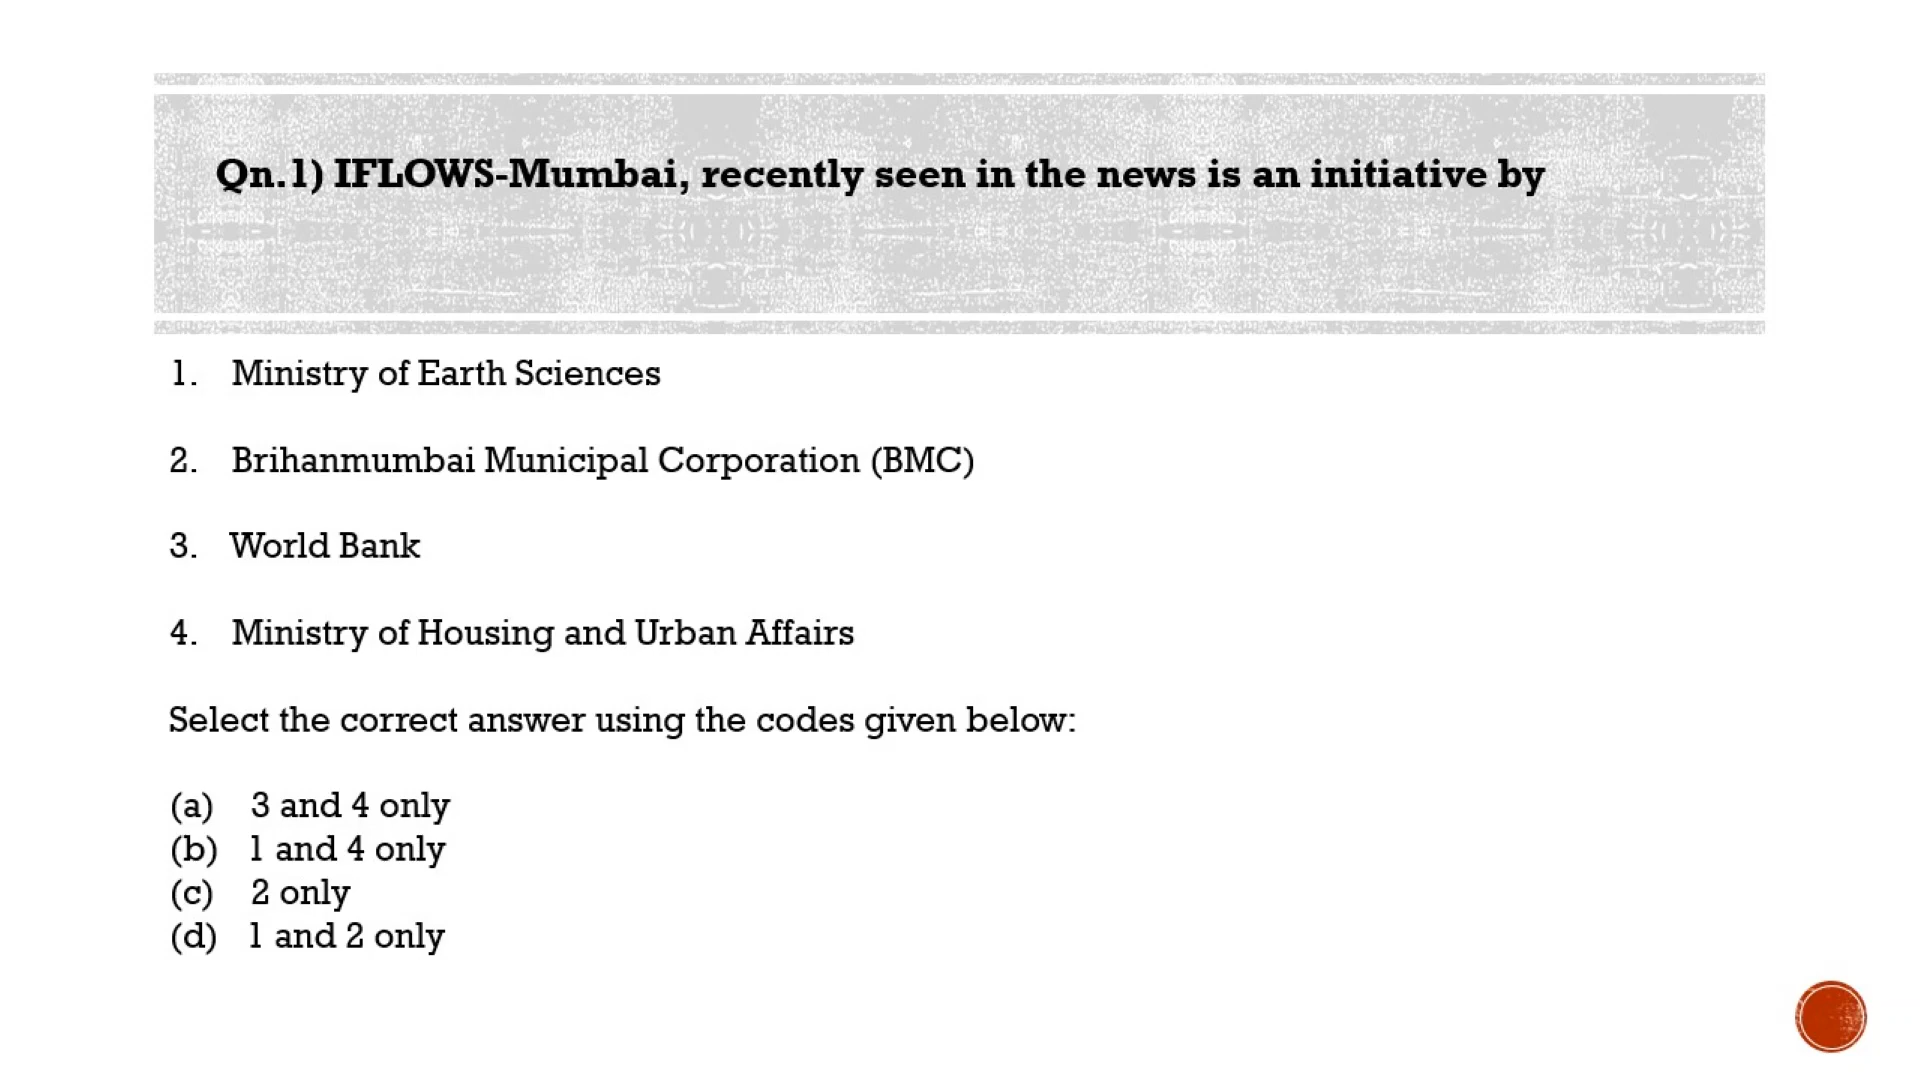 Qn.1) IFLOWS-Mumbai, recently seen in the news is an initiative by
1. Ministry of Earth Sciences
2. Brihanmumbai Municipal Corporation (BMC)
3. World Bank
4. Ministry of Housing and Urban Affairs
Select the correct answer using the codes given below:
(a) 3 and 4 only
(b) 1 and 4 only
(c) 2 only
(d) 1 and 2 only